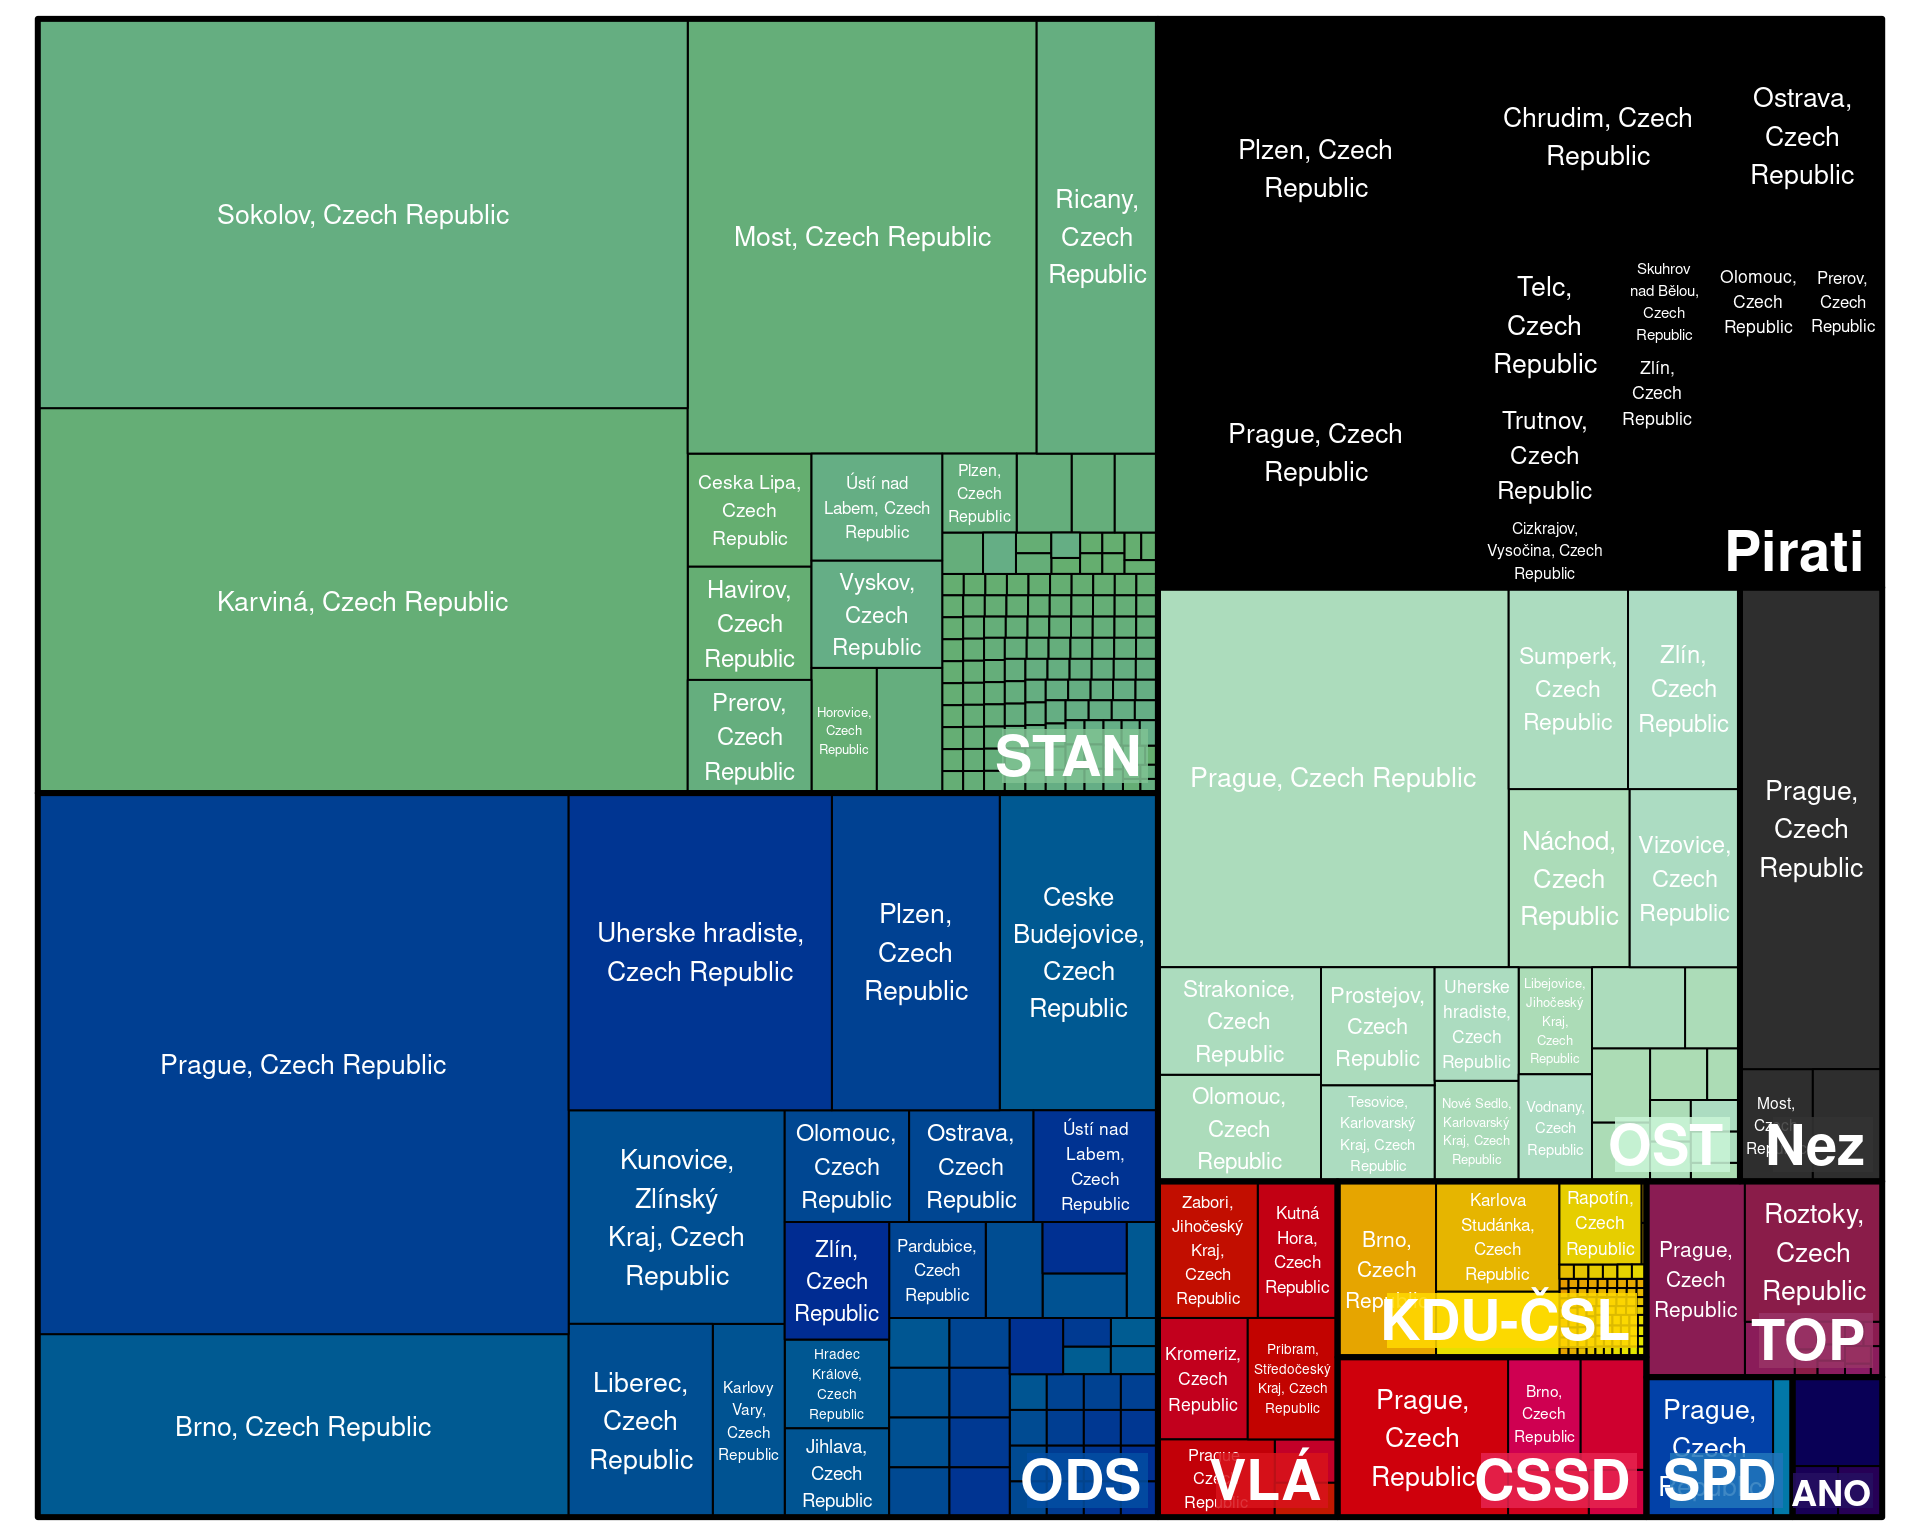 Sokolov, Czech Republic
Karviná, Czech Republic
Most, Czech Republic
Ricany,
Czech
Republic
Ceska Lipa,
Czech
Republic
Havirov,
Czech
Republic
Prerov,
Czech
Republic
Ústí nad
Labem, Czech
Republic
Vyskov,
Czech
Republic
Horovice,
Czech
Republic
Plzen,
Czech
Republic
STAN
Plzen, Czech
Republic
Prague, Czech
Republic
Chrudim, Czech
Republic
Ostrava,
Czech
Republic
Telc,
Czech
Republic
Trutnov,
Czech
Republic
Cizkrajov,
Vysočina, Czech
Republic
Skuhrov
nad Bělou,
Czech
Republic
Zlín,
Czech
Republic
Olomouc,
Czech
Republic
Prerov,
Czech
Republic
Pirati
Prague, Czech Republic
Brno, Czech Republic
Uherske hradiste,
Czech Republic
Plzen,
Czech
Republic
Ceske
Budejovice,
Czech
Republic
Kunovice,
Zlínský
Kraj, Czech
Republic
Liberec,
Czech
Republic
Karlovy
Vary,
Czech
Republic
Olomouc,
Czech
Republic
Ostrava,
Czech
Republic
Ústí nad
Labem,
Czech
Republic
Zlín,
Czech
Republic
Pardubice,
Czech
Republic
Hradec
Králové,
Czech
Republic
Jihlava,
Czech
Republic
ODS
Prague, Czech Republic
Sumperk,
Czech
Republic
Zlín,
Czech
Republic
Náchod,
Czech
Republic
Vizovice,
Czech
Republic
Strakonice,
Czech
Republic
Olomouc,
Czech
Republic
Prostejov,
Czech
Republic
Tesovice,
Karlovarský
Kraj, Czech
Republic
Uherske
hradiste,
Czech
Republic
Nové Sedlo,
Karlovarský
Kraj, Czech
Republic
Libejovice,
Jihočeský
Kraj,
Czech
Republic
Vodnany,
Czech
Republic
OST
Prague,
Czech
Republic
Most,
Czech
Republic
Nez
Zabori,
Jihočeský
Kraj,
Czech
Republic
Kutná
Hora,
Czech
Republic
Kromeriz,
Czech
Republic
Pribram,
Středočeský
Kraj, Czech
Republic
Prague
Czech
Republic
VLÁ
Brno,
Czech
Republic
Karlova
Studánka,
Czech
Republic
Rapotín,
Czech
Republic
KDU-ČSL
Prague,
Czech
Republic
Brno,
Czech
Republic
CSSD
Prague,
Czech
Republic
Roztoky,
Czech
Republic
TOP
Prague,
Czech
Republic
SPD
ANO